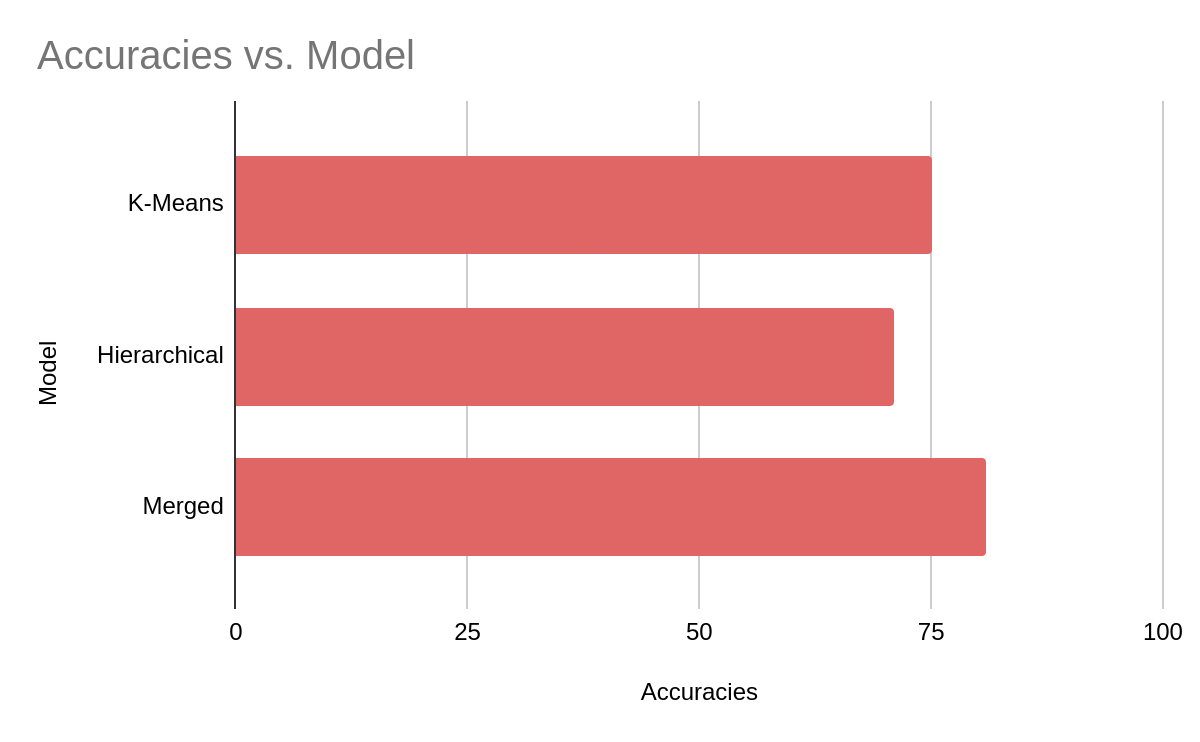 Accuracies vs. Model
Model
K-Means
Hierarchical
Merged
0 25 50 75 100
Accuracies